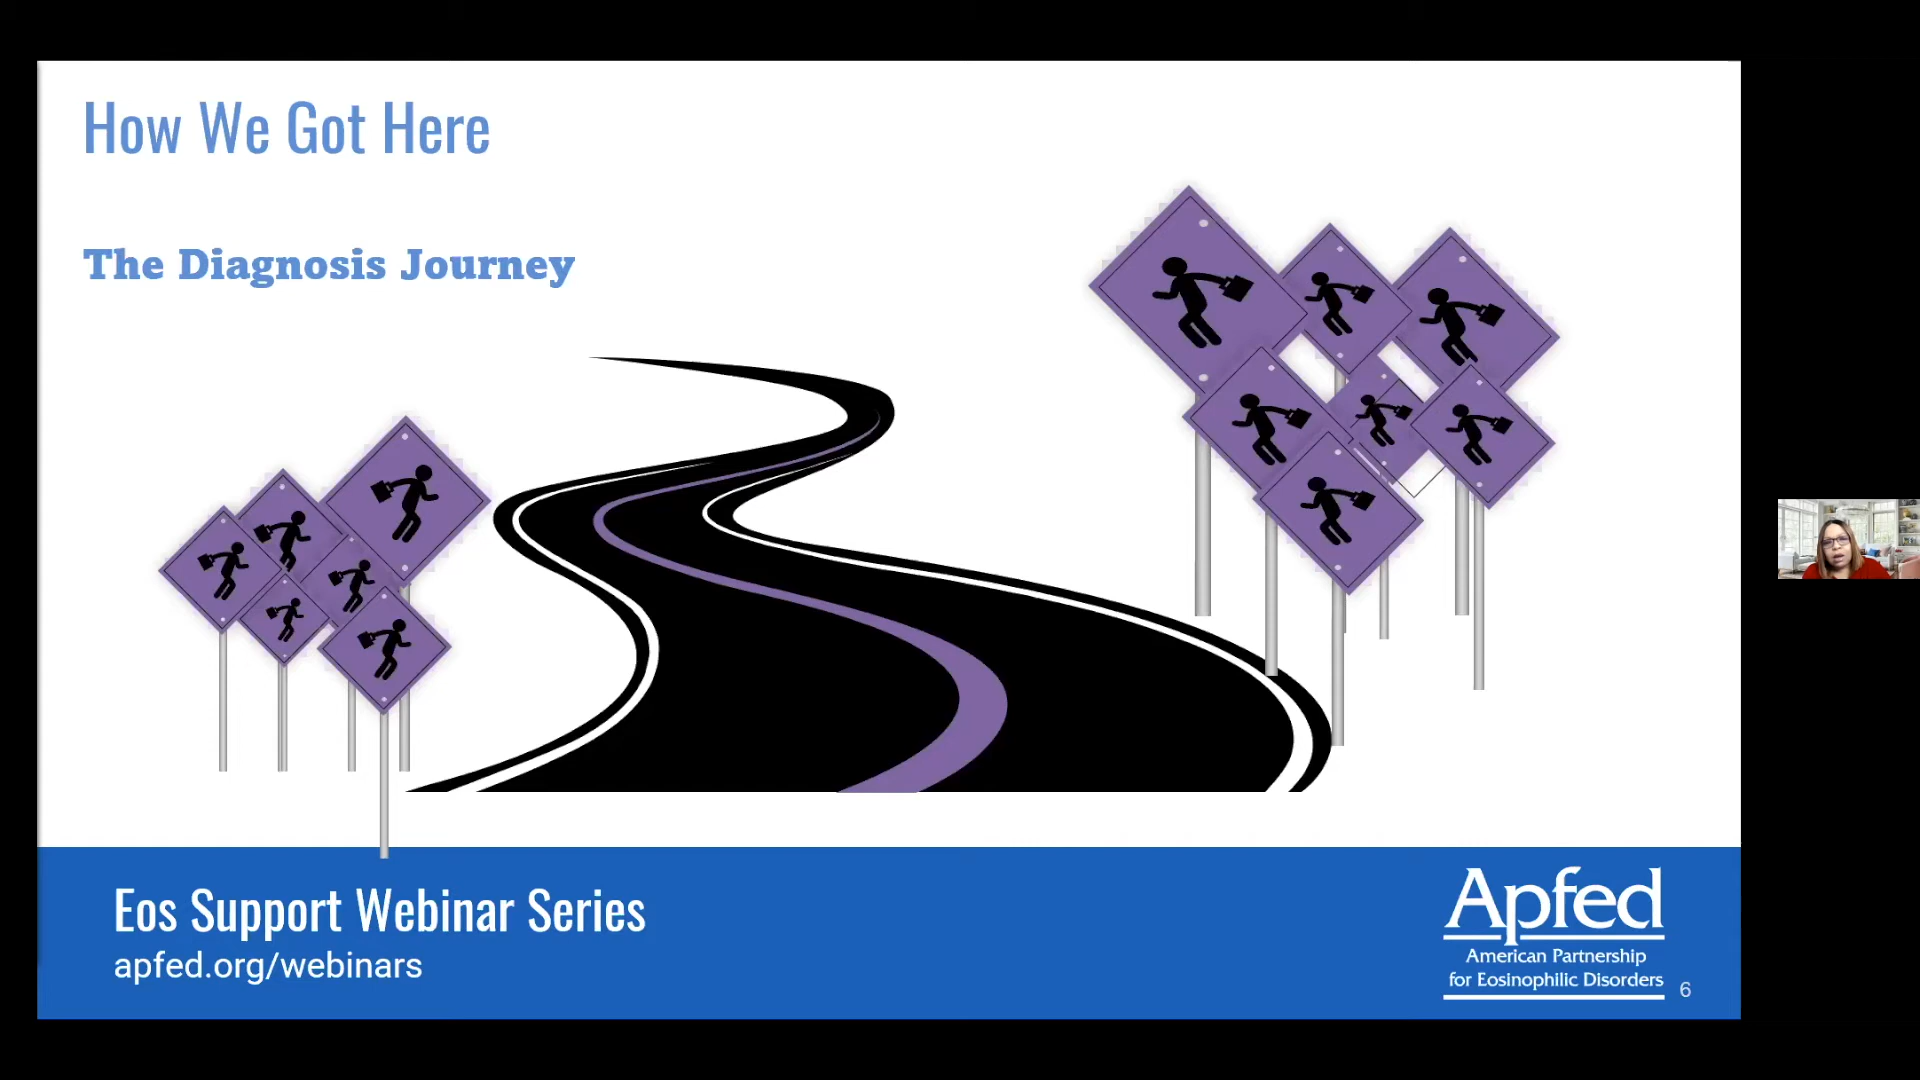 How We Got Here
The Diagnosis Journey
Eos Support Webinar Series
apfed.org/webinars
Apfed
American Partnership
for Eosinophilic Disorders
6